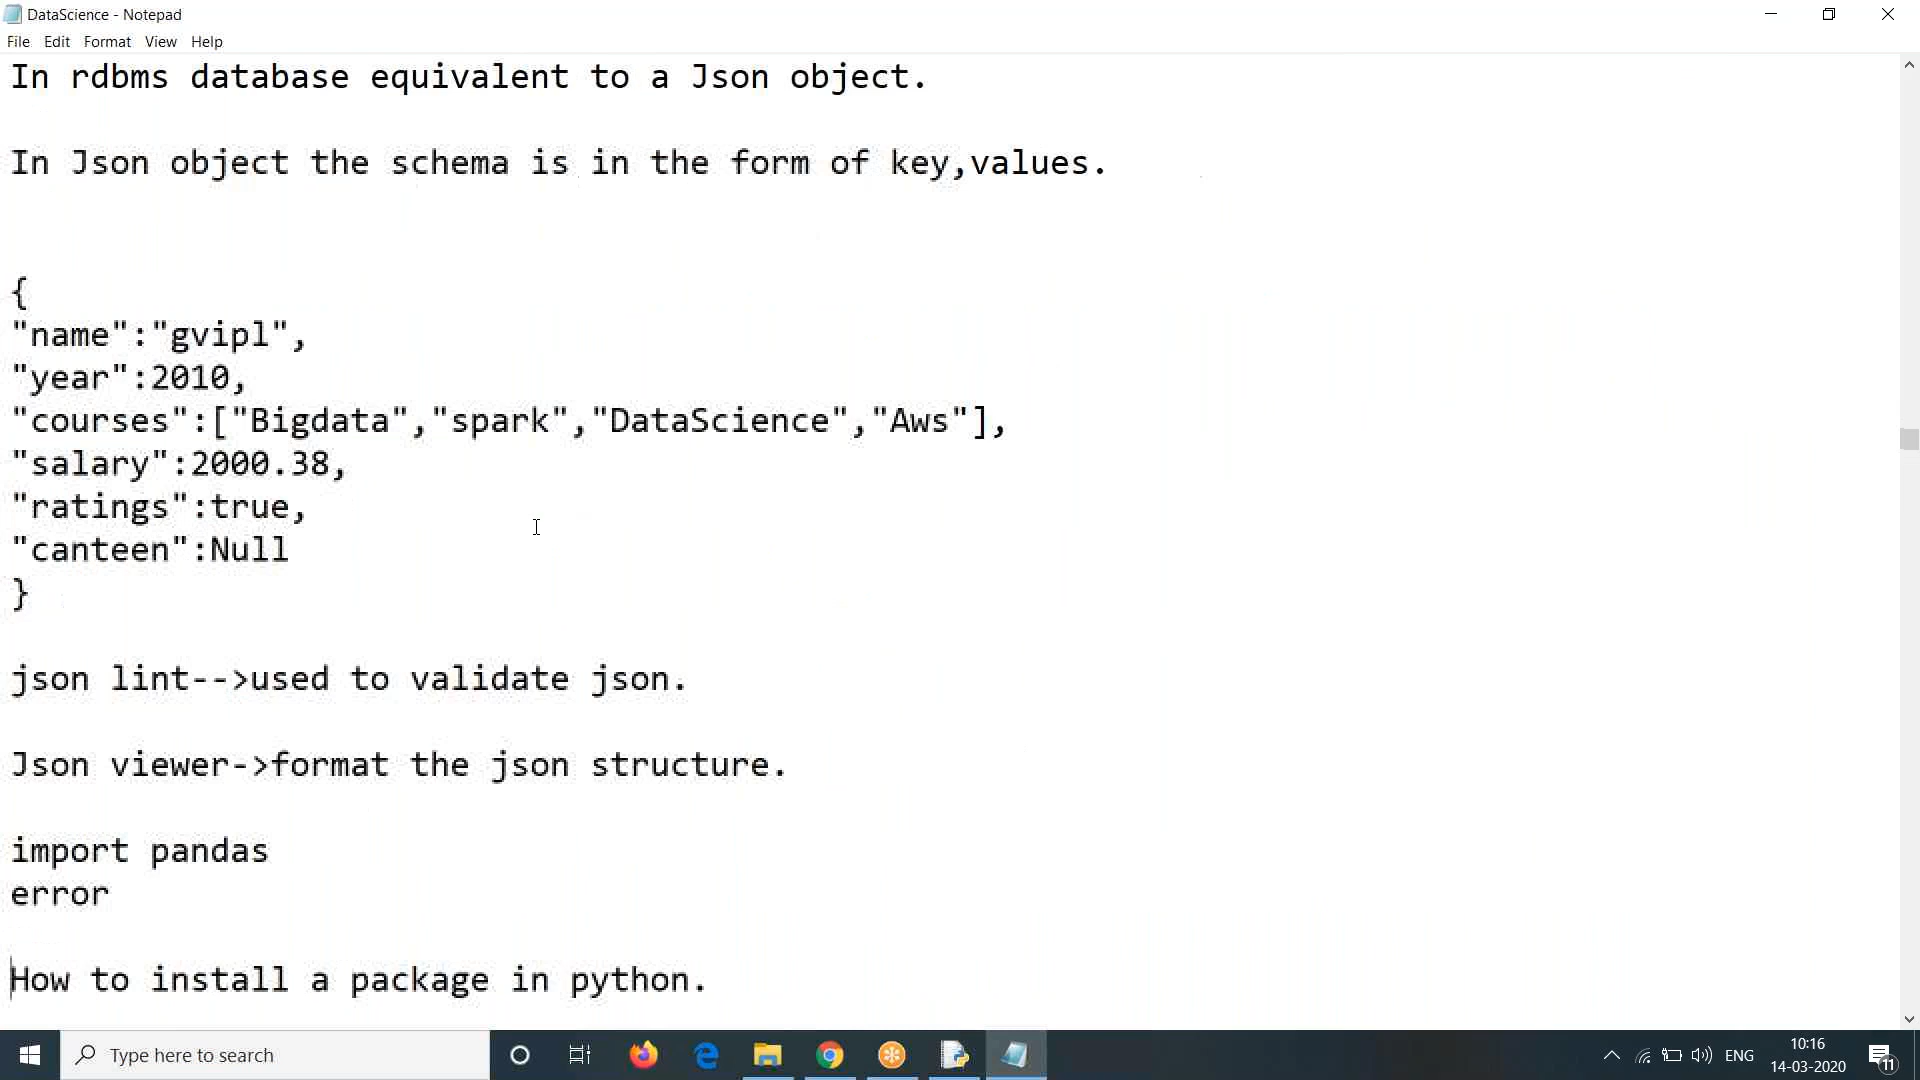 DataScience - Notepad
File Edit Format View Help
In rdbms database equivalent to a Json object.
In Json object the schema is in the form of key,values.
{
"name":"gvipl",
"year":2010,
"courses":["Bigdata","spark","DataScience","Aws"],
"salary":2000.38,
"ratings":true,
"canteen":Null
}
json lint-->used to validate json.
Json viewer->format the json structure.
import pandas
error
How to install a package in python.
Type here to search
ENG
10:16
14-03-2020
11